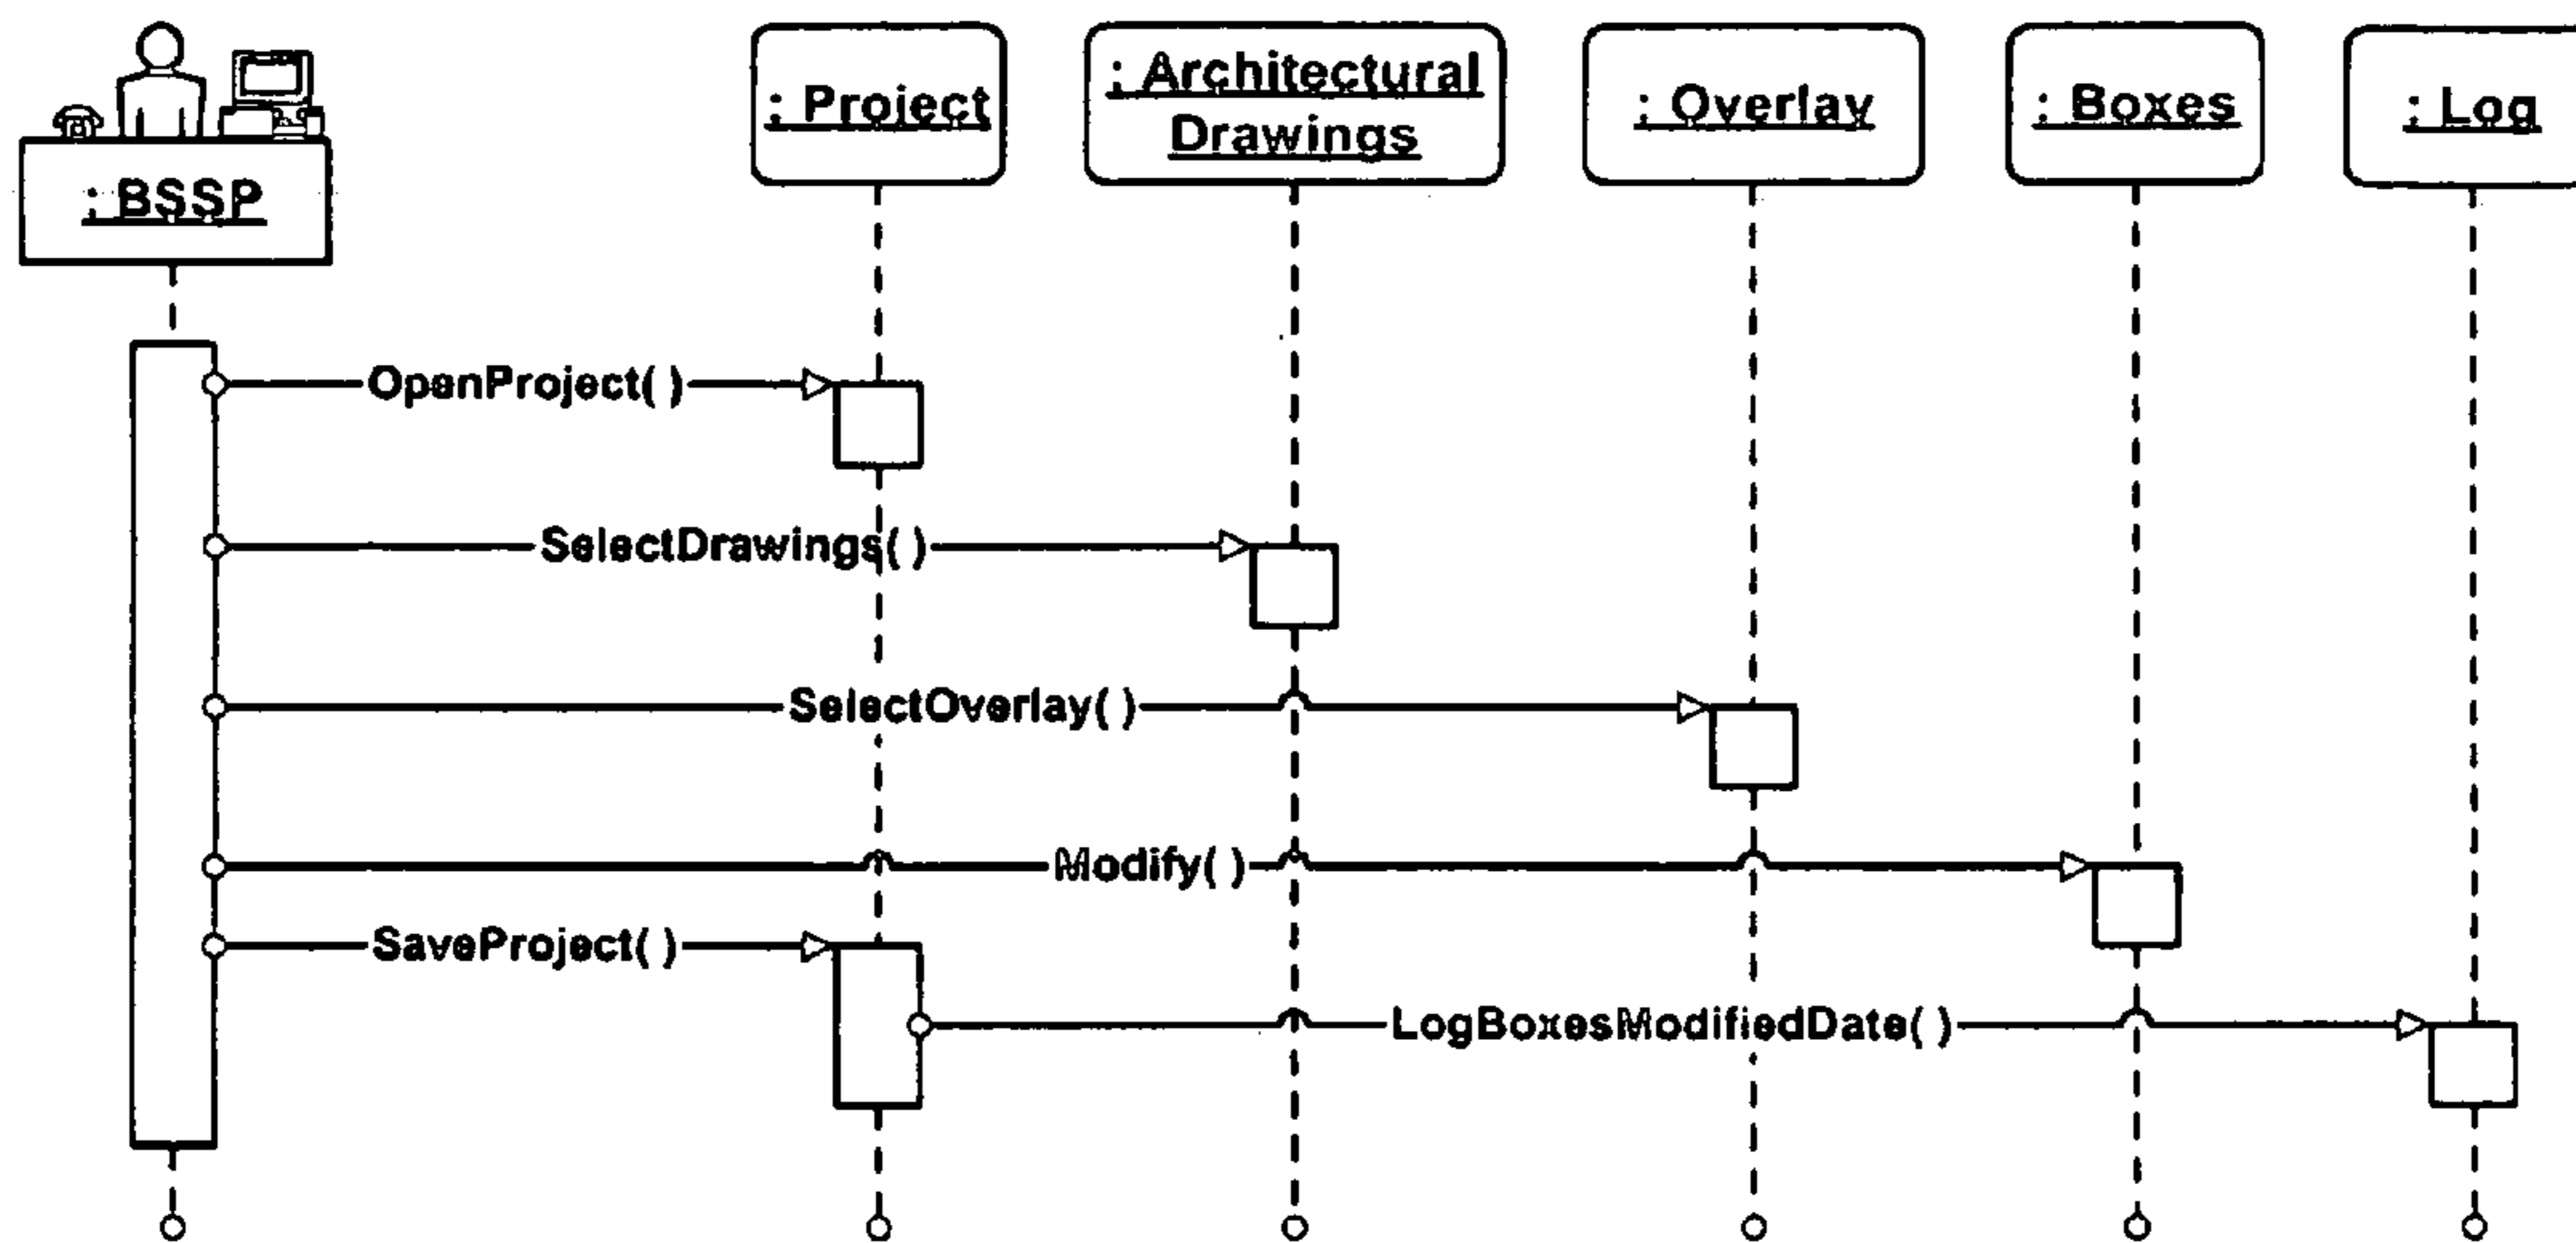 : BSSP
: Project
: Architectural
Drawings
: Overlay
: Boxes
: Log
OpenProject( )
SelectDrawings( )
SelectOverlay( )
Modify( )
SaveProject( )
LogBoxesModifiedDate( )